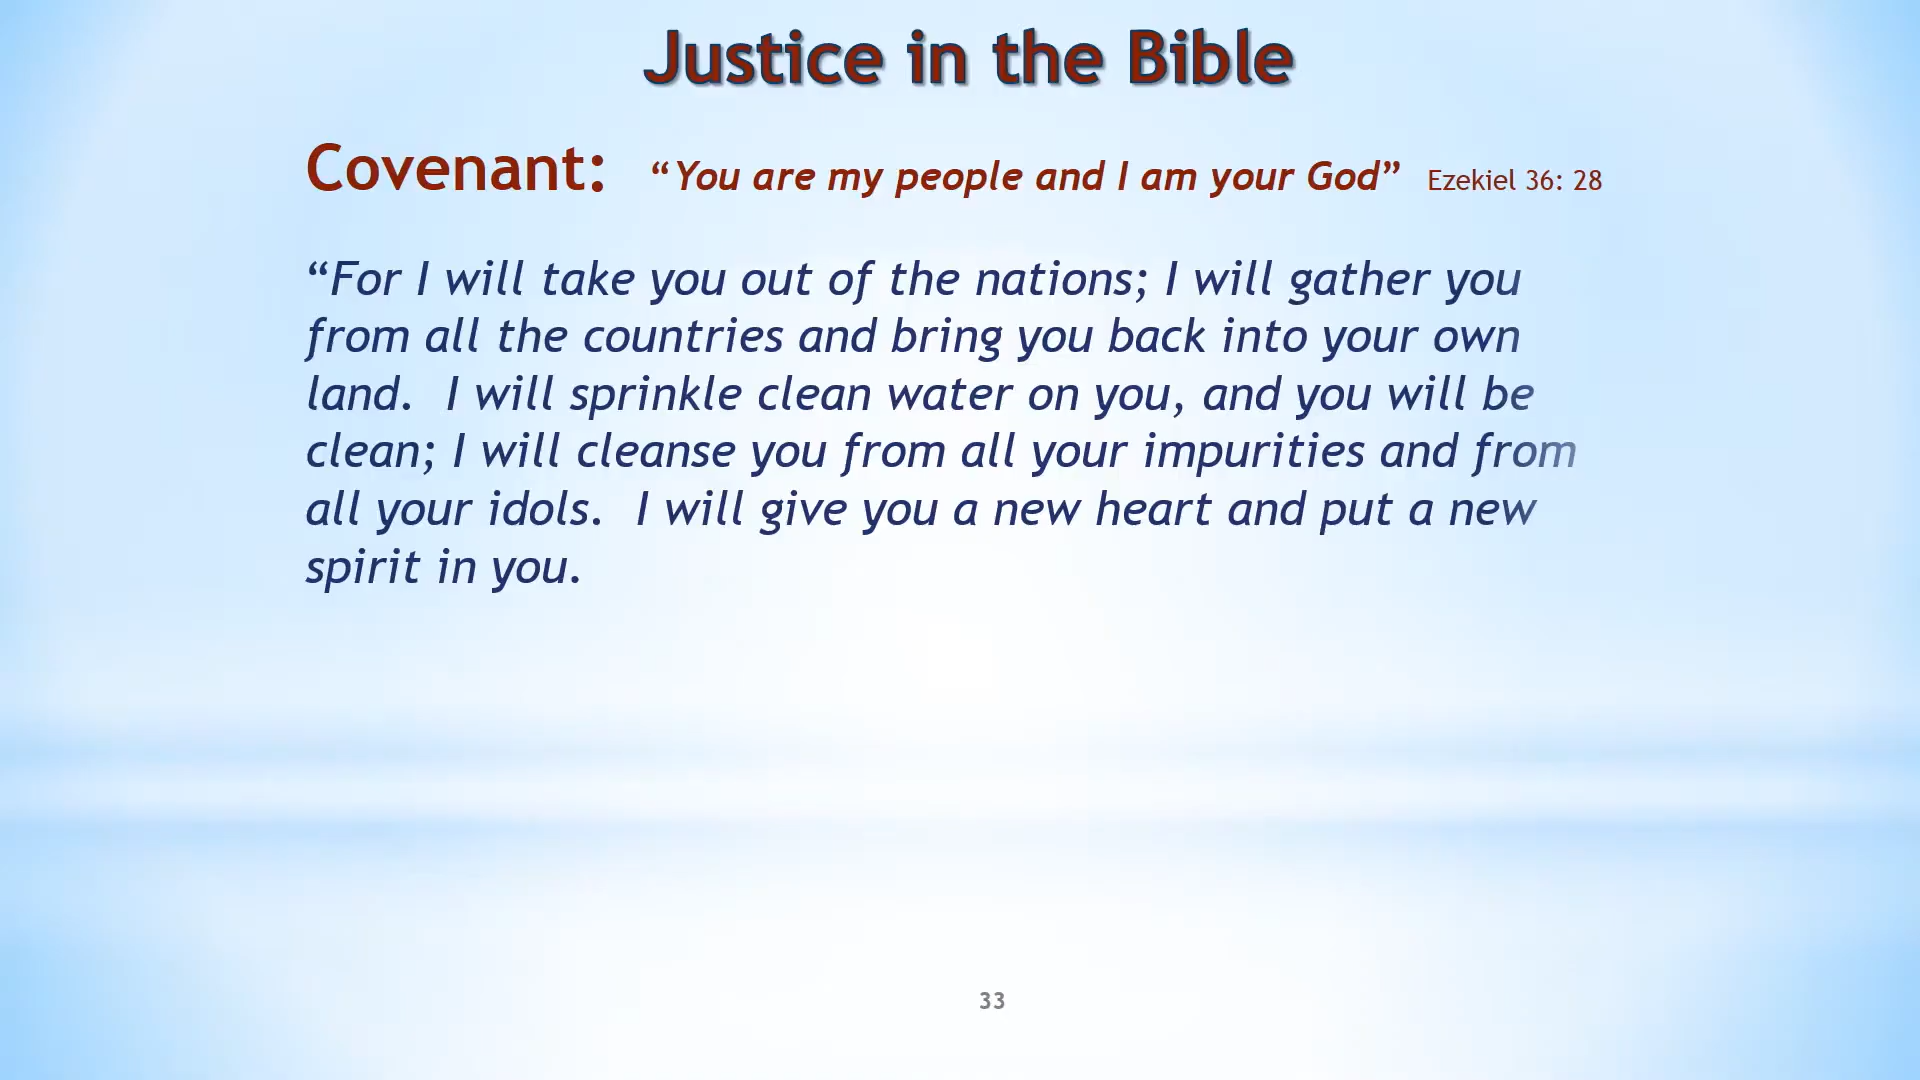 Justice in the Bible
Covenant: “You are my people and I am your God” Ezekiel 36: 28
“For I will take you out of the nations; I will gather you
from all the countries and bring you back into your own
land. I will sprinkle clean water on you, and you will be
clean; I will cleanse you from all your impurities and from
all your idols. I will give you a new heart and put a new
spirit in you.
33